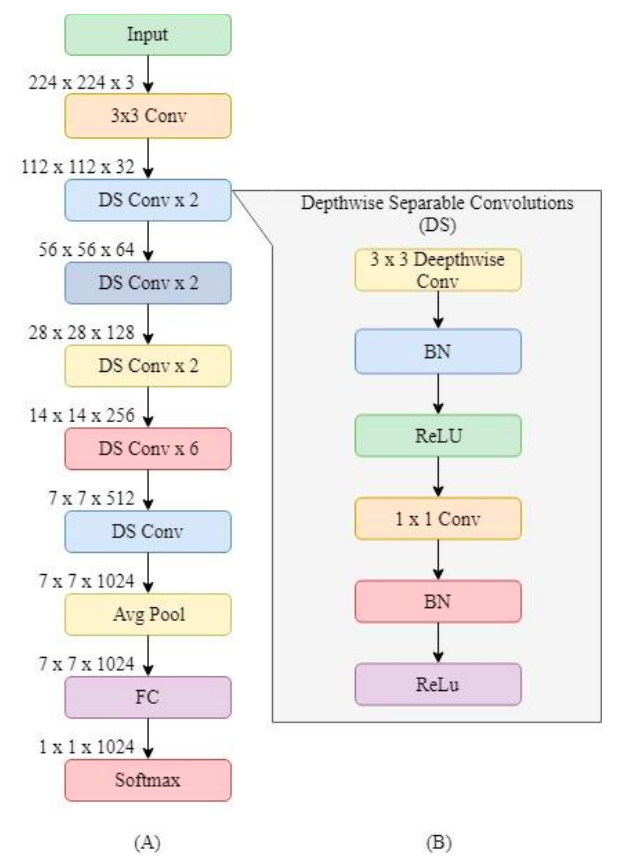 Input
224 x 224 x 3
3x3 Conv
112 x 112 x 32
DS Conv x 2
56 x 56 x 64
DS Conv x 2
28 x 28 x 128
DS Conv x 2
14 x 14 x 256
DS Conv x 6
7 x 7 x 512
DS Conv
7 x 7 x 1024
Avg Pool
7 x 7 x 1024
FC
1 x 1 x 1024
Softmax
(A)
Depthwise Separable Convolutions
(DS)
3 x 3 Deepthwise
Conv
BN
ReLU
1 x 1 Conv
BN
ReLu
(B)